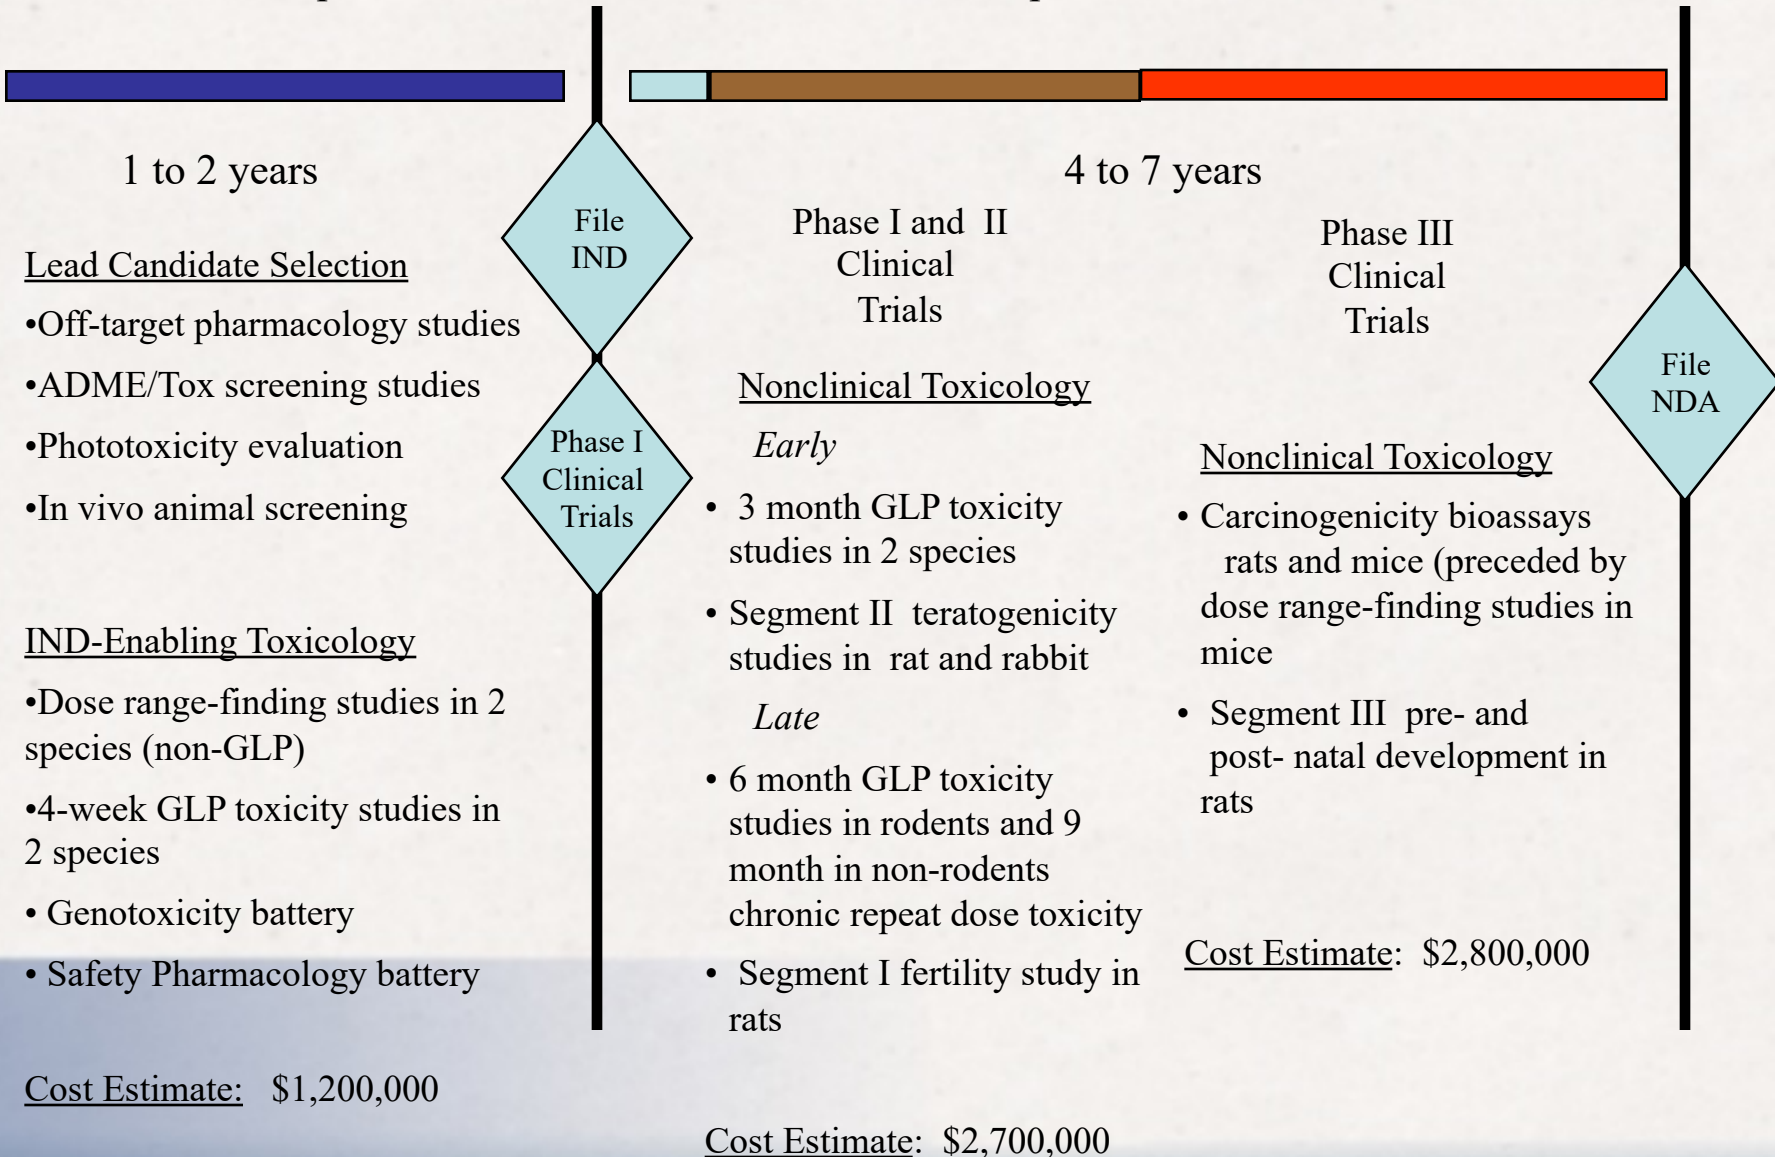 1 to 2 years
Lead Candidate Selection
•Off-target pharmacology studies
•ADME/Tox screening studies
•Phototoxicity evaluation
•In vivo animal screening
IND-Enabling Toxicology
•Dose range-finding studies in 2
species (non-GLP)
•4-week GLP toxicity studies in
2 species
• Genotoxicity battery
• Safety Pharmacology battery
Cost Estimate: $1,200,000
File
IND
Phase I
Clinical
Trials
4 to 7 years
Phase I and II
Clinical
Trials
Nonclinical Toxicology
Early
• 3 month GLP toxicity
studies in 2 species
• Segment II teratogenicity
studies in rat and rabbit
Late
• 6 month GLP toxicity
studies in rodents and 9
month in non-rodents
chronic repeat dose toxicity
• Segment I fertility study in
rats
Cost Estimate: $2,700,000
Phase III
Clinical
Trials
Nonclinical Toxicology
• Carcinogenicity bioassays
rats and mice (preceded by
dose range-finding studies in
mice
• Segment III pre- and
post- natal development in
rats
Cost Estimate: $2,800,000
File
NDA